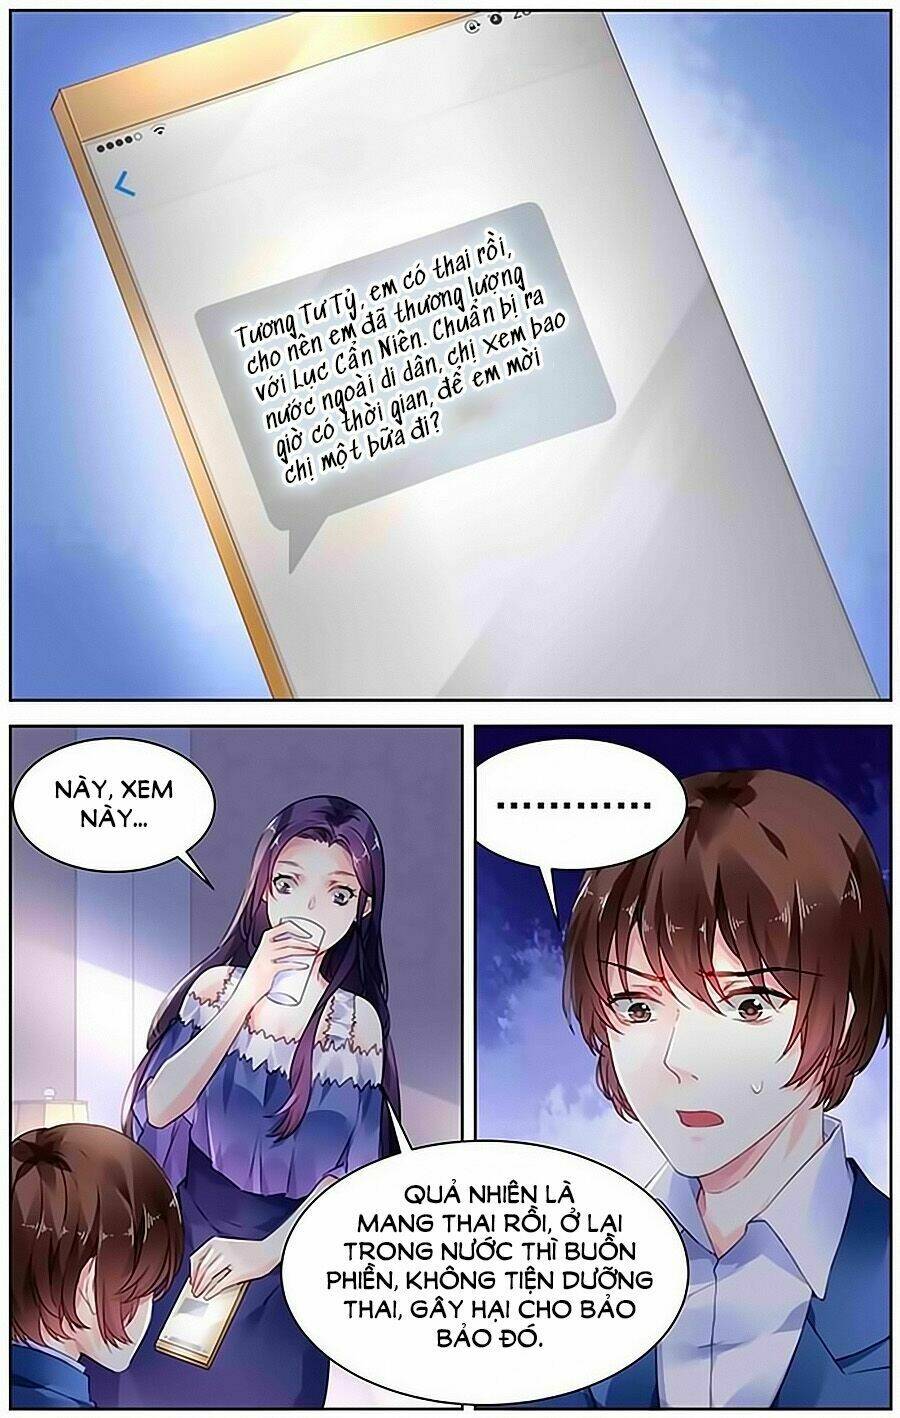 20
Tương Tư Tỷ, em có thai rồi,
cho nên em đã thương lượng
với Lục Cẩn Niên. Chuẩn bị ra
nước ngoài di dân, chị xem bao
giờ có thời gian, để em mời
chị một bữa đi?
NÀY, XEM
NÀY...
............
QUẢ NHIÊN LÀ
MANG THAI RỒI, Ở LẠI
TRONG NƯỚC THÌ BUỒN
PHIỀN, KHÔNG TIỆN DƯỠNG
THAI, GÂY HẠI CHO BẢO
BẢO ĐÓ.